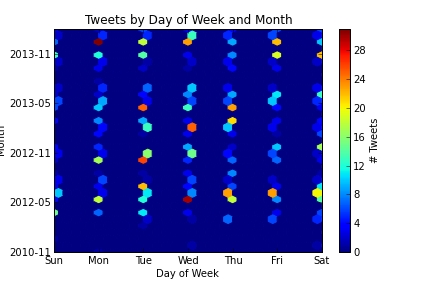 Tweets by Day of Week and Month
Month
2013-11
2013-05
2012-11
2012-05
2010-11
Sun Mon Tue Wed Thu Fri Sat
Day of Week
28
24
20
16
12
8
4
0
# Tweets